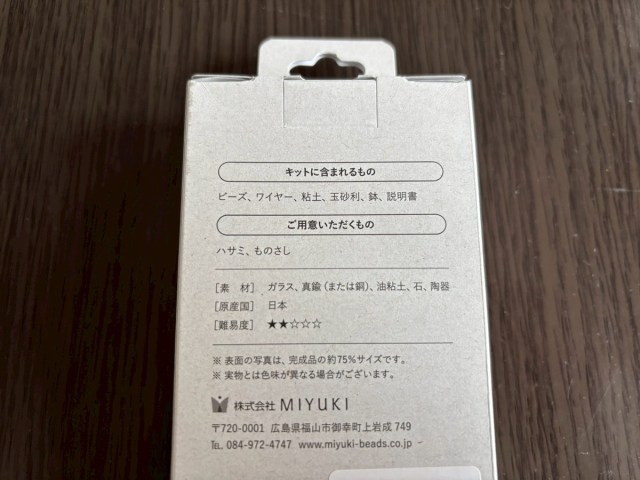 キットに含まれるもの
ビーズ、ワイヤー、粘土、玉砂利、鉢、説明書
ご用意いただくもの
ハサミ、ものさし
[素　材] ガラス、真鍮（または銅）、油粘土、石、陶器
[原産国] 日本
[難易度] ★★☆☆☆
※ 表面の写真は、完成品の約75%サイズです。
※ 実物とは色味が異なる場合がございます。
株式会社 MIYUKI
〒720-0001 広島県福山市御幸町上岩成 749
TEL. 084-972-4747 www.miyuki-beads.co.jp